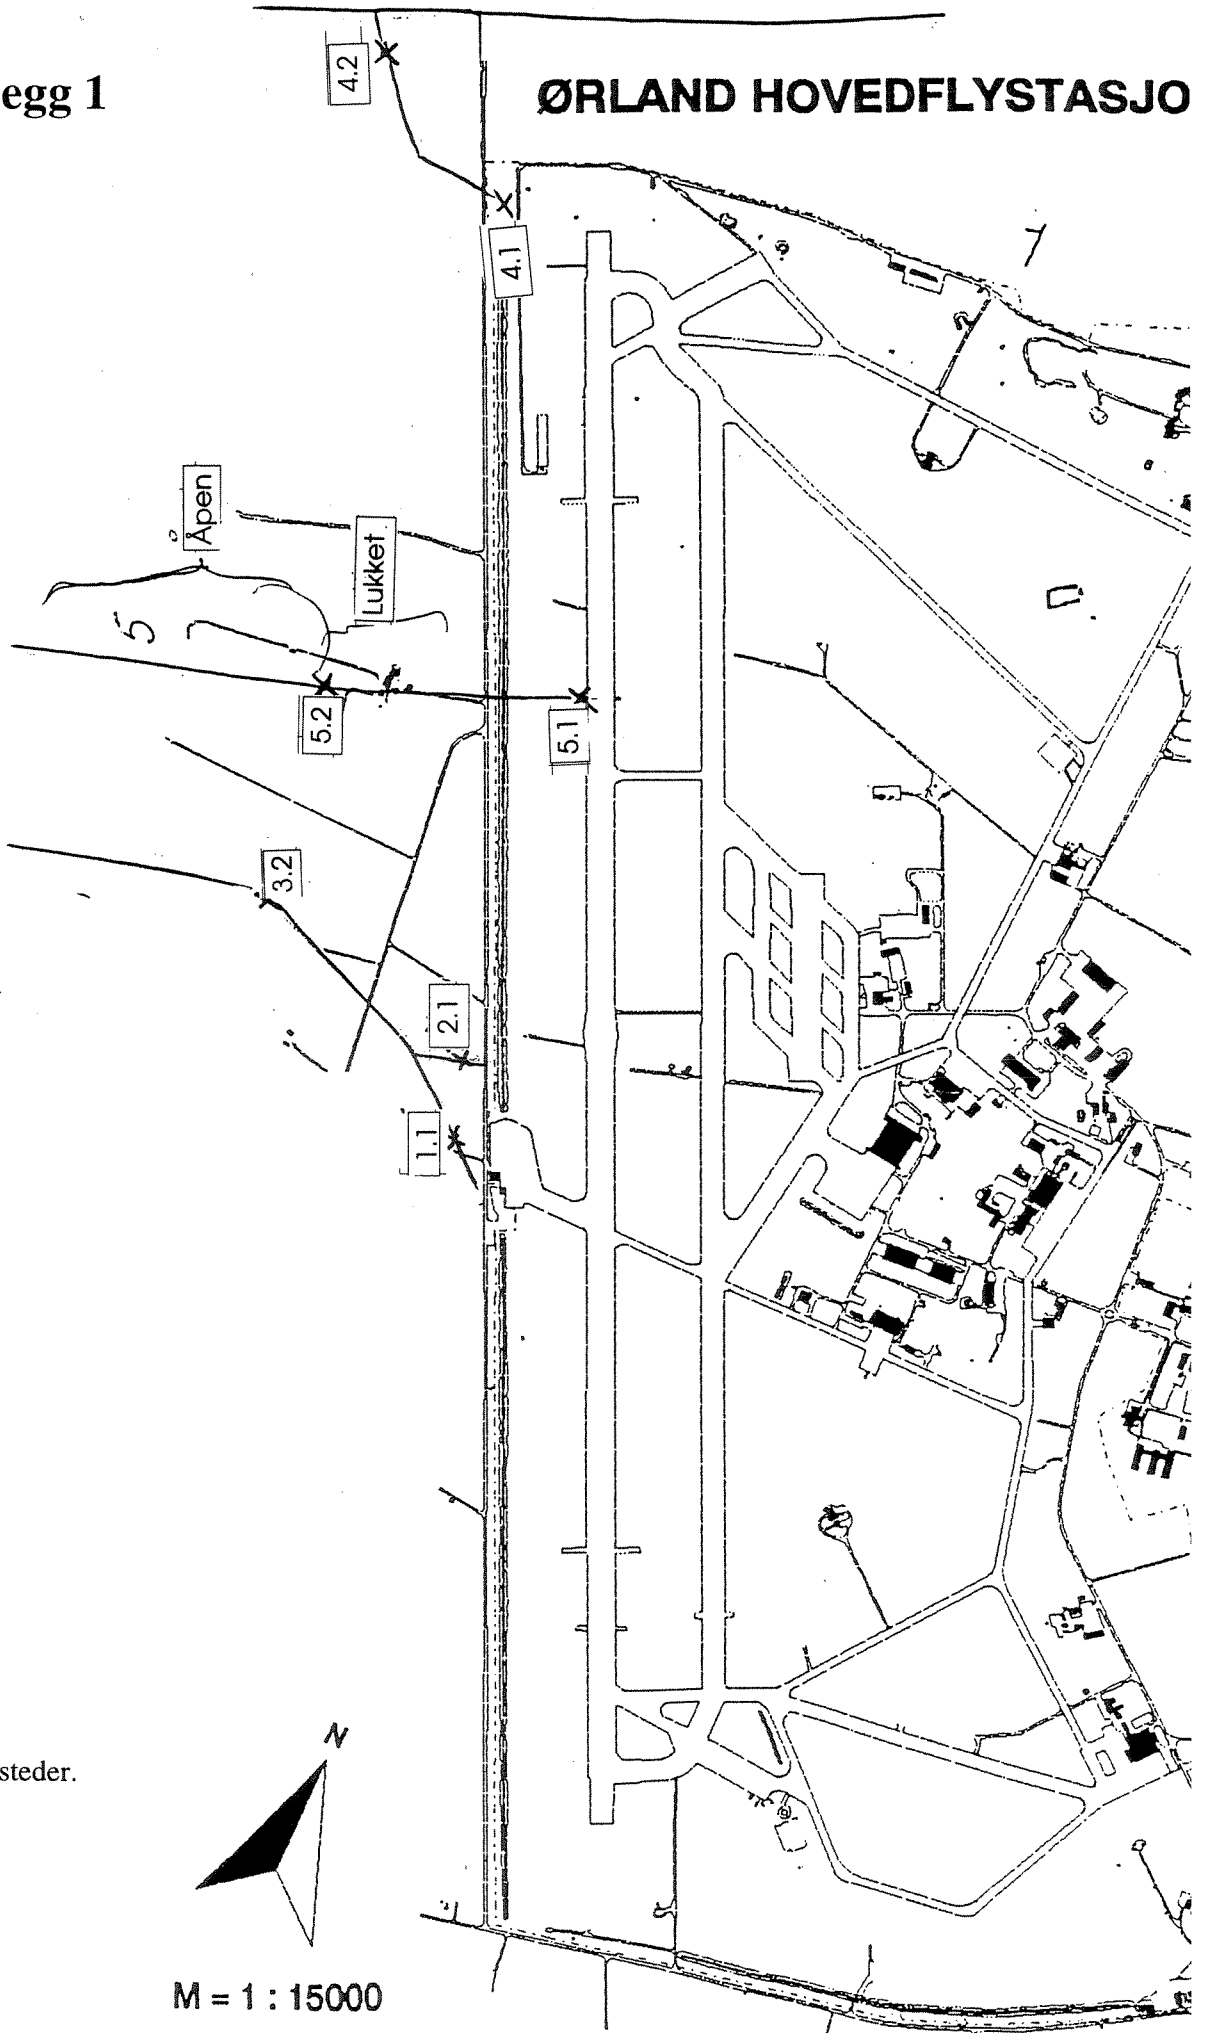 4.2
egg 1
ØRLAND HOVEDFLYSTASJO
4.1
Åpen
Lukket
5
5.2
5.1
3.2
2.1
1.1
N
steder.
M = 1 : 15000